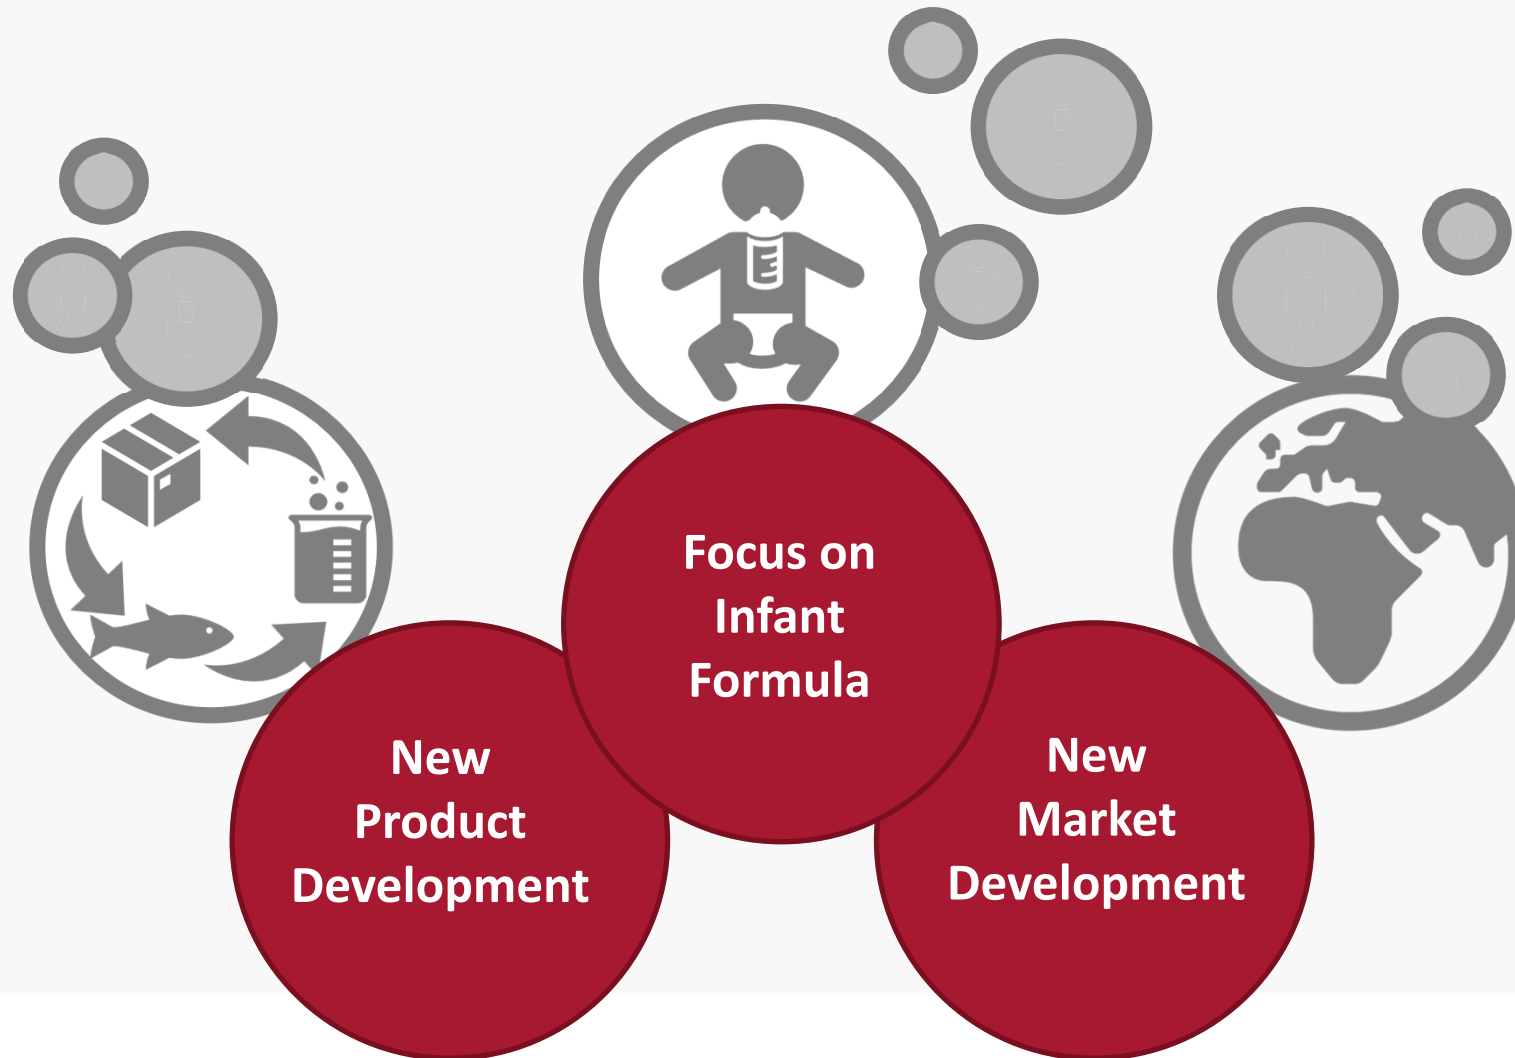 Focus on
Infant
Formula
New
Product
Development
New
Market
Development